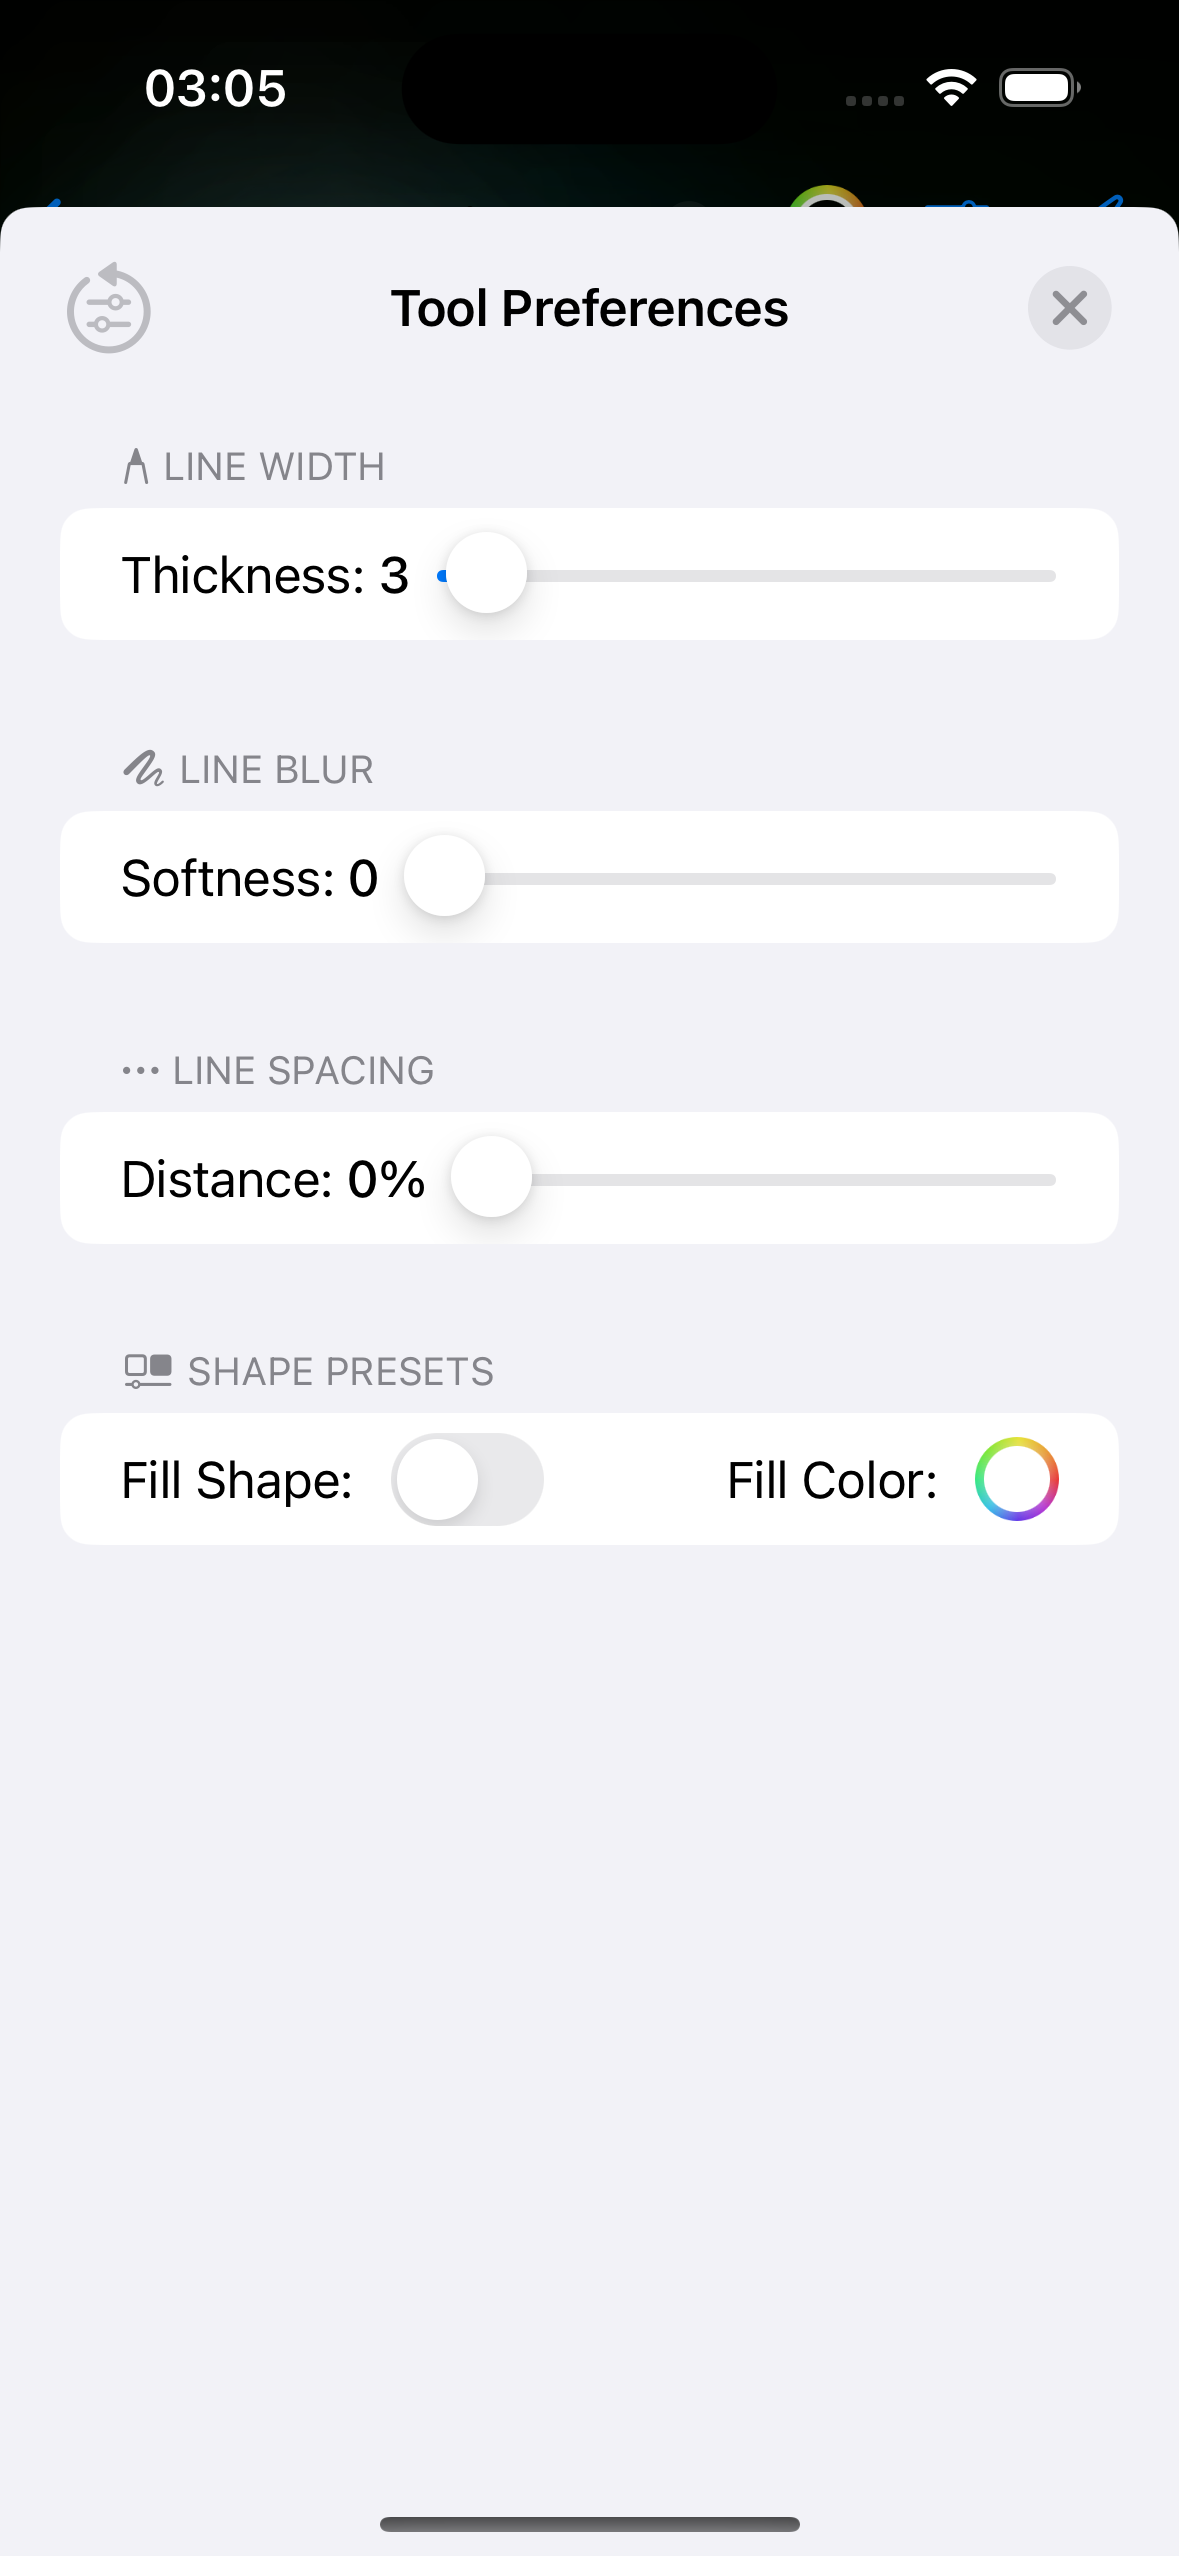 03:05
Tool Preferences
LINE WIDTH
Thickness: 3
LINE BLUR
Softness: 0
LINE SPACING
Distance: 0%
SHAPE PRESETS
Fill Shape: Fill Color: